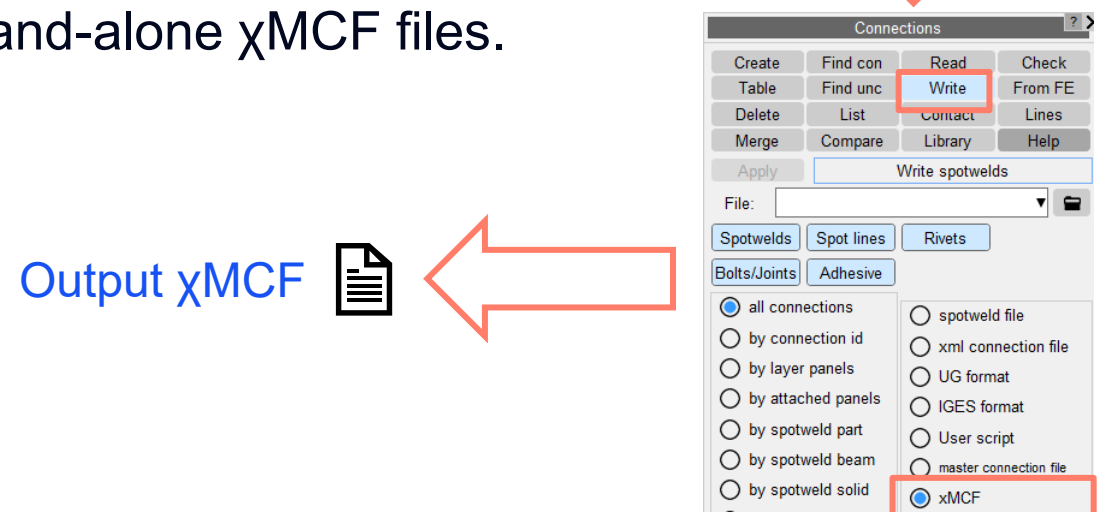 and-alone χMCF files.
Output χMCF
Connections ?
Create Find con Read Check
Table Find unc Write From FE
Delete List Contact Lines
Merge Compare Library Help
Apply Write spotwelds
File:
Spotwelds Spot lines Rivets
Bolts/Joints Adhesive
all connections
by connection id
by layer panels
by attached panels
by spotweld part
by spotweld beam
by spotweld solid
spotweld file
xml connection file
UG format
IGES format
User script
master connection file
xMCF